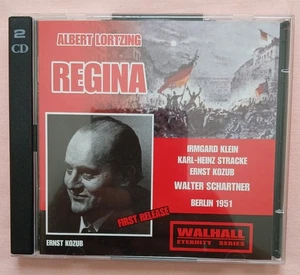 2
CD
ALBERT LORTZING
REGINA
IRMGARD KLEIN
KARL-HEINZ STRACKE
ERNST KOZUB
WALTER SCHARTNER
BERLIN 1951
FIRST RELEASE
WALHALL
ETERNITY SERIES
ERNST KOZUB